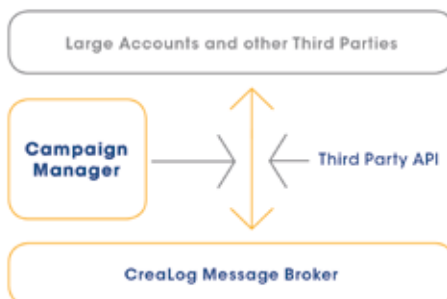 Large Accounts and other Third Parties
Campaign
Manager
Third Party API
CreaLog Message Broker